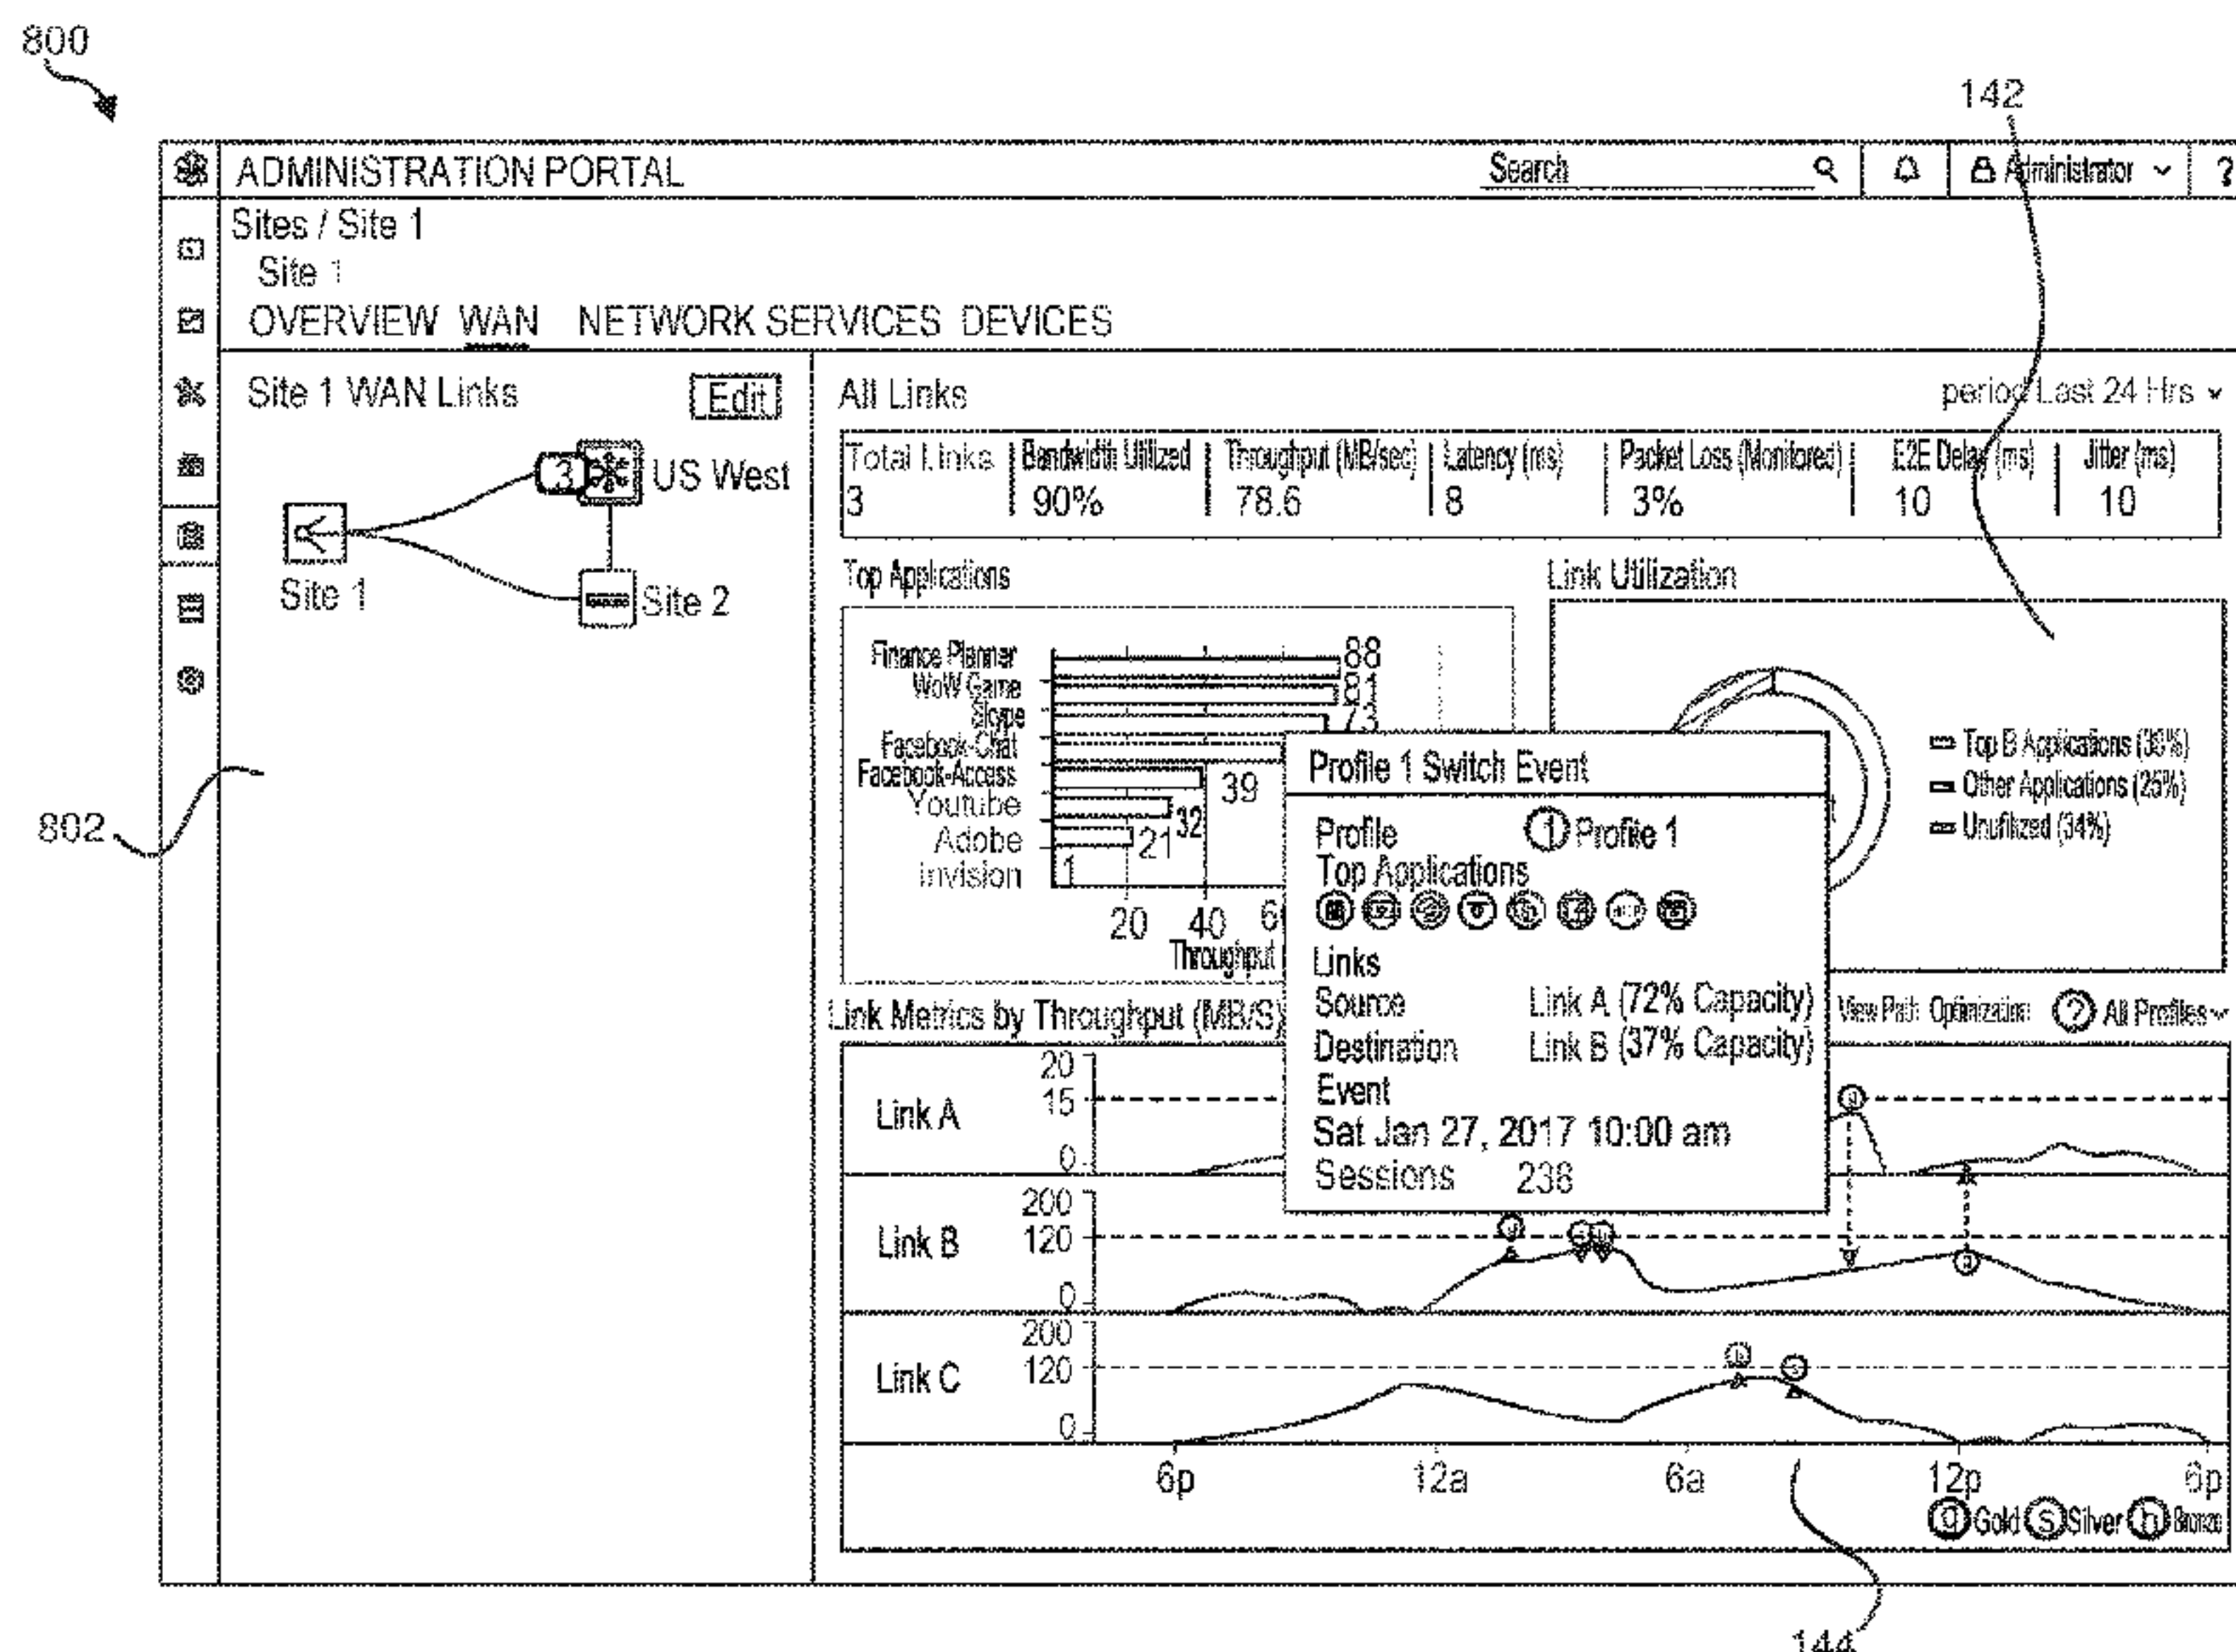 800
142
ADMINISTRATION PORTAL Search Administrator ?
Sites / Site 1
Site 1
OVERVIEW WAN NETWORK SERVICES DEVICES
Site 1 WAN Links Edit
3 US West
Site 1
Site 2
802
All Links period Last 24 Hrs
Total Links Bandwidth Utilized Throughput (MB/sec) Latency (ms) Packet Loss (Monitored) E2E Delay (ms) Jitter (ms)
3 90% 78.6 8 3% 10 10
Top Applications
Finance Planner 88
WoW Game 81
Skype 73
Facebook-Chat
Facebook-Access 39
Youtube 32
Adobe 21
invision 1
20 40 6
Throughput
Link Utilization
Top B Applications
Other Applications
Unutilized (34%)
Profile 1 Switch Event
Profile 1 Profile 1
Top Applications
Links
Source Link A (72% Capacity)
Destination Link B (37% Capacity)
Event
Sat Jan 27, 2017 10:00 am
Sessions 238
Link Metrics by Throughput (MB/S) View Path Optimization ? All Profiles
Link A 20 15 0
Link B 200 120 0
Link C 200 120 0
6p 12a 6a 12p 6p
g Gold s Silver Bronze
144